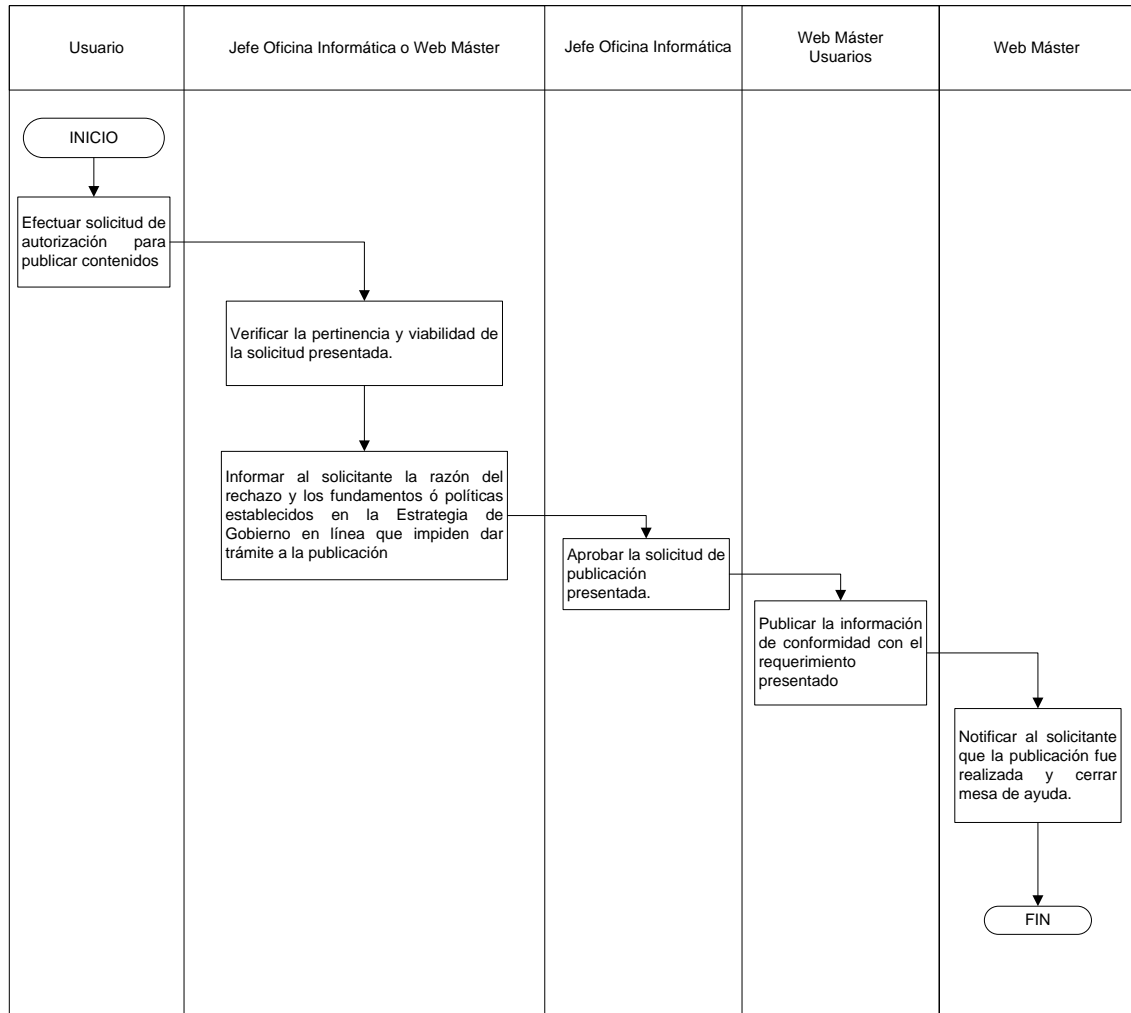 Usuario
Jefe Oficina Informática o Web Máster
Jefe Oficina Informática
Web Máster
Usuarios
Web Máster
INICIO
Efectuar solicitud de
autorización para
publicar contenidos
Verificar la pertinencia y viabilidad de
la solicitud presentada.
Informar al solicitante la razón del
rechazo y los fundamentos ó políticas
establecidos en la Estrategia de
Gobierno en línea que impiden dar
trámite a la publicación
Aprobar la solicitud de
publicación
presentada.
Publicar la información
de conformidad con el
requerimiento
presentado
Notificar al solicitante
que la publicación fue
realizada y cerrar
mesa de ayuda.
FIN